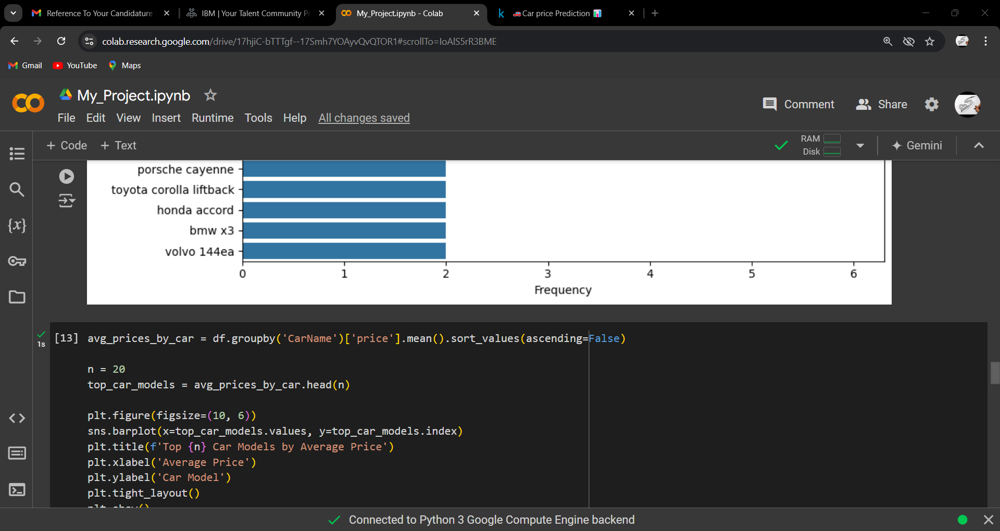 Reference To Your Candidature
IBM | Your Talent Community Pr
My_Project.ipynb - Colab
🚗Car price Prediction 📊
colab.research.google.com/drive/17hjiC-bTTTgf--17Smh7YOAyvQvQTOR1#scrollTo=IoAlS5rR3BME
Gmail
YouTube
Maps
My_Project.ipynb
File Edit View Insert Runtime Tools Help All changes saved
Comment
Share
+ Code + Text
RAM
Disk
Gemini
porsche cayenne
toyota corolla liftback
honda accord
bmw x3
volvo 144ea
0 1 2 3 4 5 6
Frequency
1s
[13] avg_prices_by_car = df.groupby('CarName')['price'].mean().sort_values(ascending=False)
n = 20
top_car_models = avg_prices_by_car.head(n)
plt.figure(figsize=(10, 6))
sns.barplot(x=top_car_models.values, y=top_car_models.index)
plt.title(f'Top {n} Car Models by Average Price')
plt.xlabel('Average Price')
plt.ylabel('Car Model')
plt.tight_layout()
plt.show()
Connected to Python 3 Google Compute Engine backend